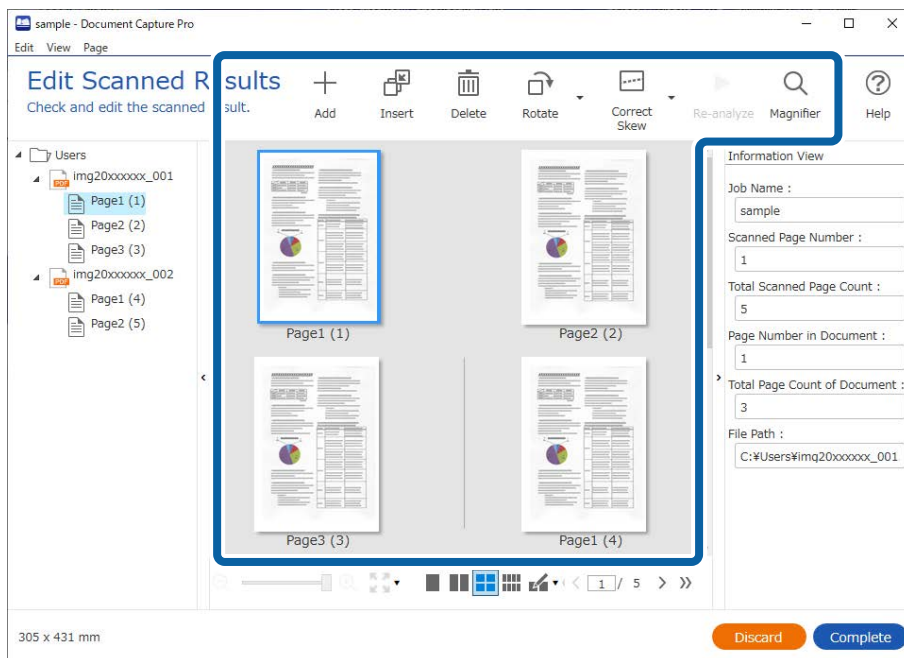 sample - Document Capture Pro
Edit View Page
Edit Scanned Results
Check and edit the scanned sult.
Add
Insert
Delete
Rotate
Correct
Skew
Re-analyze
Magnifier
Help
Users
img20xxxxxx_001
Page1 (1)
Page2 (2)
Page3 (3)
img20xxxxxx_002
Page1 (4)
Page2 (5)
Page1 (1)
Page2 (2)
Page3 (3)
Page1 (4)
Information View
Job Name :
sample
Scanned Page Number :
1
Total Scanned Page Count :
5
Page Number in Document :
1
Total Page Count of Document :
3
File Path :
C:¥Users¥img20xxxxxx_001
1 / 5
305 x 431 mm
Discard
Complete